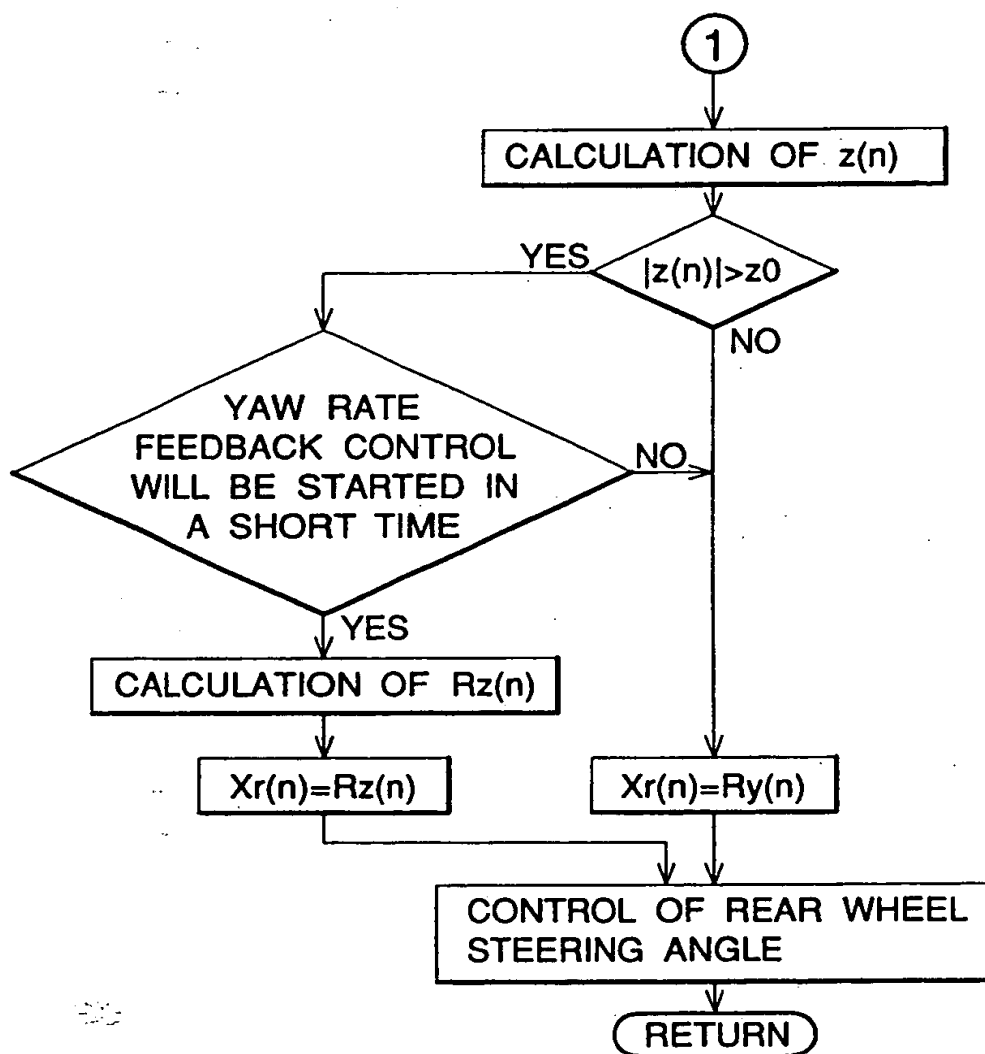 1
CALCULATION OF z(n)
|z(n)|>z0
YES
NO
YAW RATE
FEEDBACK CONTROL
WILL BE STARTED IN
A SHORT TIME
NO
YES
CALCULATION OF Rz(n)
Xr(n)=Rz(n)
Xr(n)=Ry(n)
CONTROL OF REAR WHEEL
STEERING ANGLE
RETURN